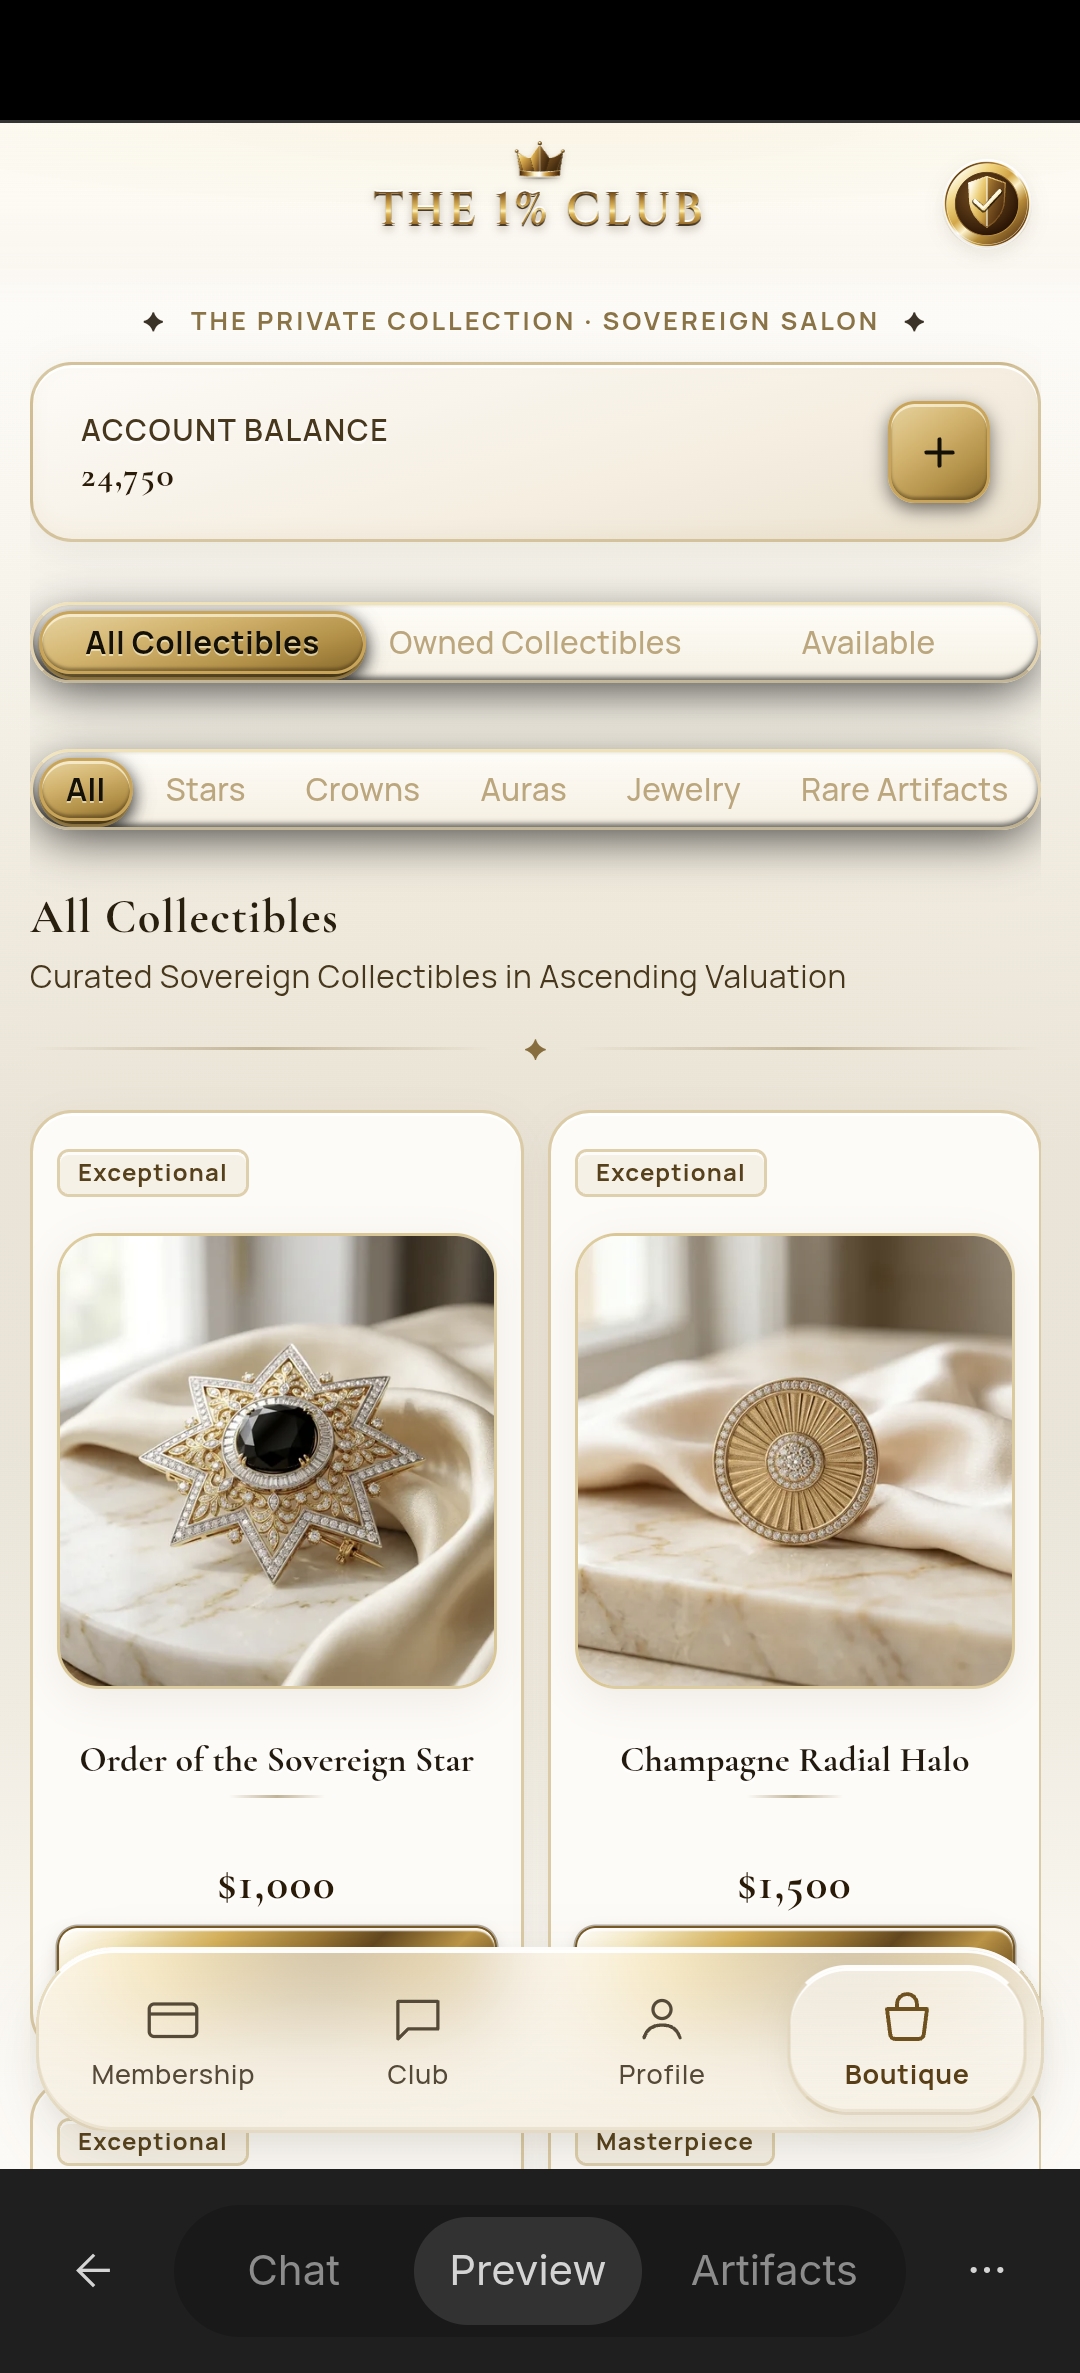 THE 1% CLUB
THE PRIVATE COLLECTION · SOVEREIGN SALON
ACCOUNT BALANCE
24,750
All Collectibles Owned Collectibles Available
All Stars Crowns Auras Jewelry Rare Artifacts
All Collectibles
Curated Sovereign Collectibles in Ascending Valuation
Exceptional Exceptional
Order of the Sovereign Star Champagne Radial Halo
$1,000 $1,500
Membership Club Profile Boutique
Exceptional Masterpiece
Chat Preview Artifacts